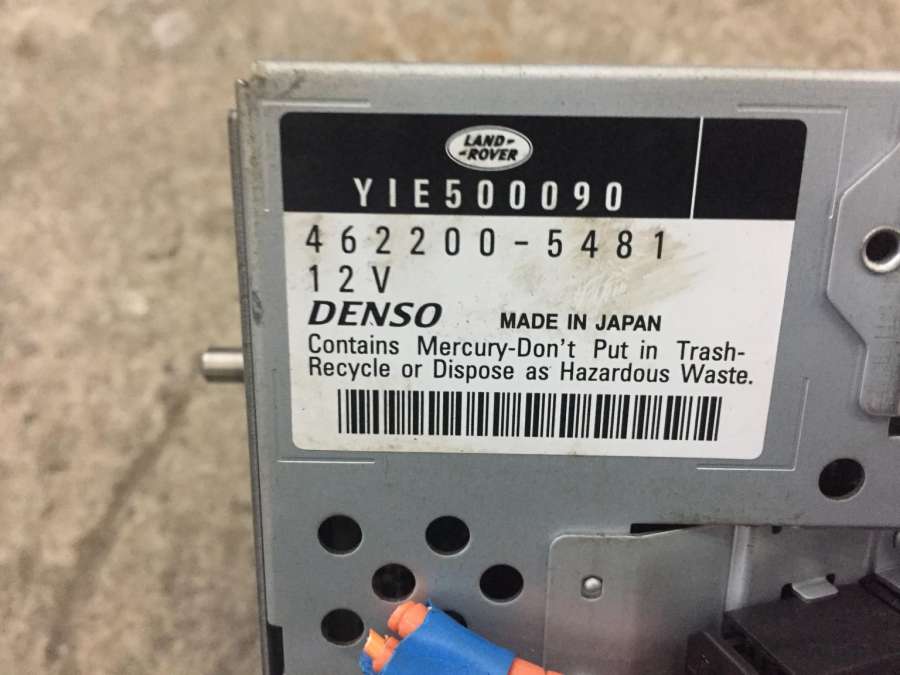 LAND-
-ROVER
YIE500090
462200-5481
12V
DENSO MADE IN JAPAN
Contains Mercury-Don't Put in Trash-
Recycle or Dispose as Hazardous Waste.